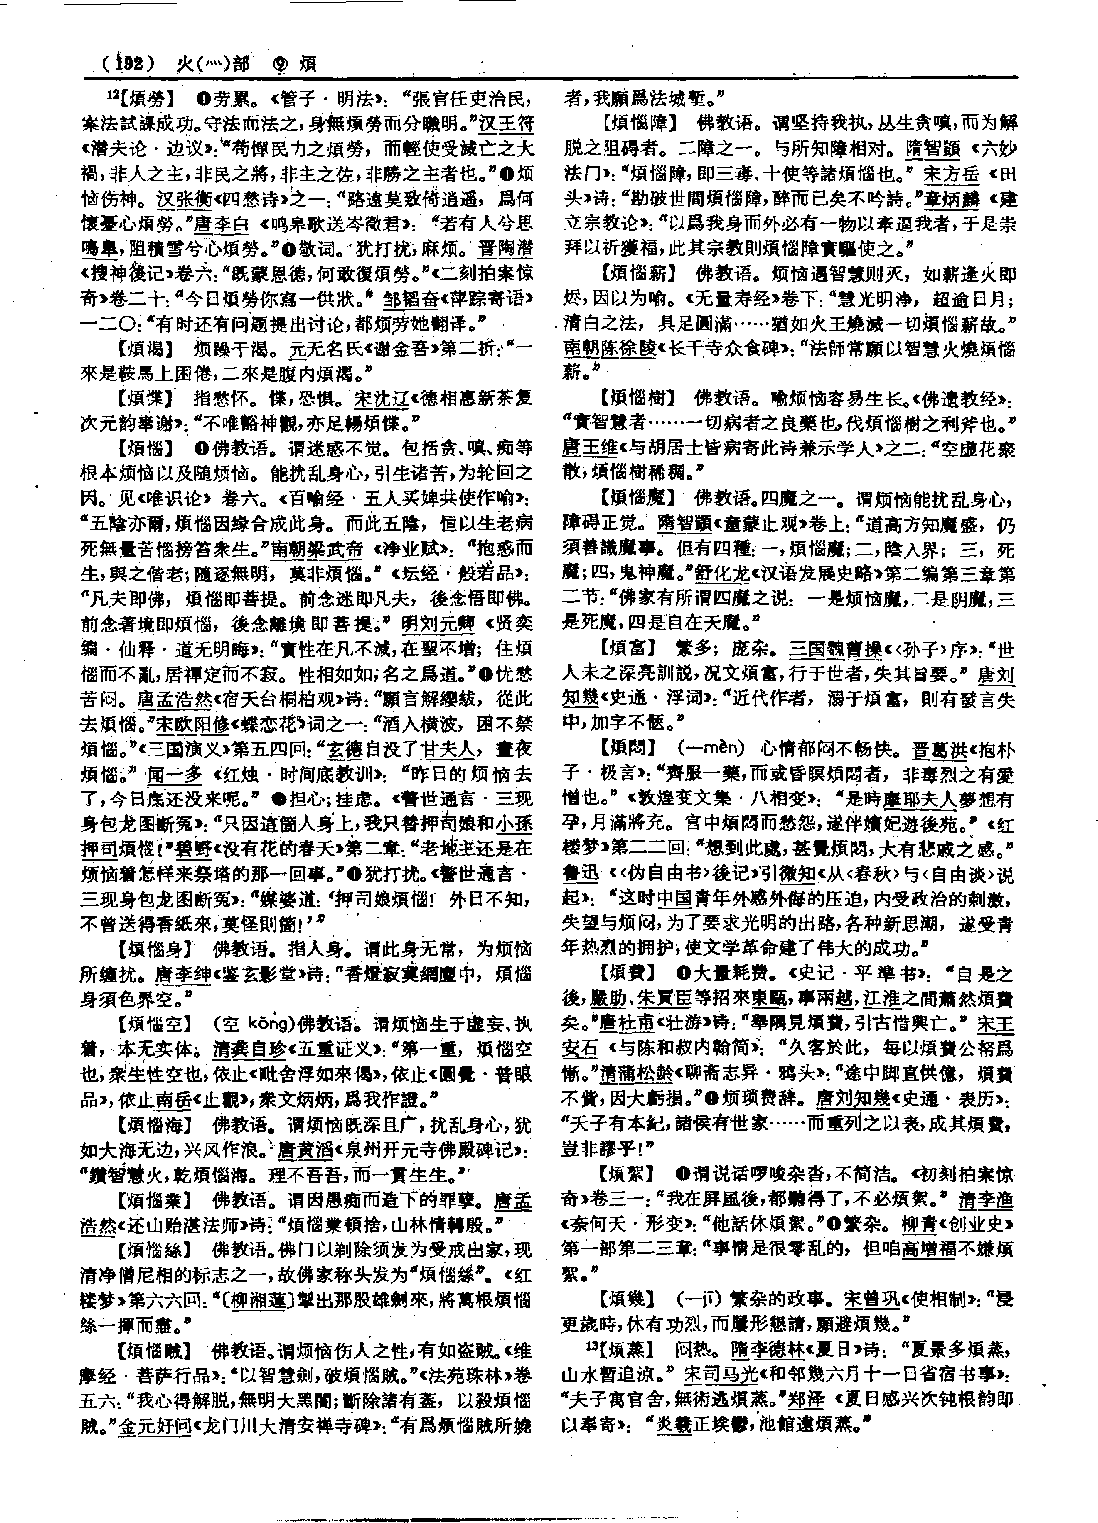 (192) 火(灬)部 ⑨ 煩
12【煩勞】 ❶劳累。《管子·明法》：“張官任吏治民，
案法試課成功。守法而法之，身無煩勞而分職明。”汉王符
《潜夫论·边议》：“苟憚民力之煩勞，而輕使受滅亡之大
禍，非人之主，非民之將，非主之佐，非勝之主者也。”❷烦
恼伤神。汉张衡《四愁诗》之一：“路遠莫致倚逍遥，爲何
懷憂心煩勞。”唐李白《鸣皋歌送岑徵君》：“若有人兮思
鳴臯，阻積雪兮心煩勞。”❸敬词。犹打扰，麻烦。晋陶潜
《搜神後记》卷六：“既蒙恩德，何敢復煩勞。”《二刻拍案惊
奇》卷二十：“今日煩勞你寫一供狀。”邹韬奋《萍踪寄语》
一二〇：“有时还有问题提出讨论，都烦劳她翻译。”
【煩渴】 烦躁干渴。元无名氏《谢金吾》第二折：“一
來是鞍馬上困倦，二來是腹内煩渴。”
【煩惵】 指愁怀。惵，恐惧。宋沈辽《德相惠新茶复
次元韵奉谢》：“不唯豁神觀，亦足暢煩惵。”
【煩惱】 ❶佛教语。谓迷惑不觉。包括贪、嗔、痴等
根本烦恼以及随烦恼。能扰乱身心，引生诸苦，为轮回之
因。见《唯识论》卷六。《百喻经·五人买婢共使作喻》：
“五陰亦爾，煩惱因緣合成此身。而此五陰，恒以生老病
死無量苦惱搒笞衆生。”南朝梁武帝《净业赋》：“抱惑而
生，與之偕老；隨逐無明，莫非煩惱。”《坛经·般若品》：
“凡夫即佛，煩惱即菩提。前念迷即凡夫，後念悟即佛。
前念著境即煩惱，後念離境即菩提。”明刘元卿《贤奕
编·仙释·道无明晦》：“實性在凡不減，在聖不增；住煩
惱而不亂，居禪定而不寂。性相如如，名之爲道。”❷忧愁
苦闷。唐孟浩然《宿天台桐柏观》诗：“願言解纓紱，從此
去煩惱。”宋欧阳修《蝶恋花》词之一：“酒入橫波，困不禁
煩惱。”《三国演义》第五四回：“玄德自没了甘夫人，晝夜
煩惱。”闻一多《红烛·时间底教训》：“昨日的烦恼去
了，今日底还没来呢。”❸担心；挂虑。《警世通言·三现
身包龙图断冤》：“只因這箇人身上，我只替押司娘和小孫
押司煩惱！”碧野《没有花的春天》第二章：“老地主还是在
烦恼着怎样来祭塔的那一回事。”❹犹打扰。《警世通言·
三现身包龙图断冤》：“媒婆道：‘押司娘煩惱！外日不知，
不曾送得香紙來，莫怪則箇！’”
【煩惱身】 佛教语。指人身。谓此身无常，为烦恼
所缠扰。唐李绅《鉴玄影堂》诗：“香燈寂寞網塵中，煩惱
身須色界空。”
【煩惱空】 (空 kōng)佛教语。谓烦恼生于虚妄、执
着，本无实体。清龚自珍《五重证义》：“第一重，煩惱空
也，衆生性空也，依止《毗舍浮如來偈》，依止《圓覺·普眼
品》，依止南岳《止觀》，衆文炳炳，爲我作證。”
【煩惱海】 佛教语。谓烦恼既深且广，扰乱身心，犹
如大海无边，兴风作浪。唐黄滔《泉州开元寺佛殿碑记》：
“鑽智慧火，乾煩惱海。理不吾吾，而一貫生生。”
【煩惱業】 佛教语。谓因愚痴而造下的罪孽。唐孟
浩然《还山贻湛法师》诗：“煩惱業頓捨，山林情轉殷。”
【煩惱絲】 佛教语。佛门以剃除须发为受戒出家，现
清净僧尼相的标志之一，故佛家称头发为“煩惱絲”。《红
楼梦》第六六回：“〔柳湘蓮〕掣出那股雄劍來，將萬根煩惱
絲一揮而盡。”
【煩惱賊】 佛教语。谓烦恼伤人之性，有如盗贼。《维
摩经·菩萨行品》：“以智慧劍，破煩惱賊。”《法苑珠林》卷
五六：“我心得解脱，無明大黑闇；斷除諸有蓋，以殺煩惱
賊。”金元好问《龙门川大清安禅寺碑》：“有爲煩惱賊所嬈
者，我願爲法城塹。”
【煩惱障】 佛教语。谓坚持我执，丛生贪嗔，而为解
脱之阻碍者。二障之一。与所知障相对。隋智顗《六妙
法门》：“煩惱障，即三毒、十使等諸煩惱也。”宋方岳《田
头》诗：“勘破世間煩惱障，醉而已矣不吟詩。”章炳麟《建
立宗教论》：“以爲我身而外必有一物以牽逼我者，于是崇
拜以祈獲福，此其宗教則煩惱障實驅使之。”
【煩惱薪】 佛教语。烦恼遇智慧则灭，如薪逢火即
烬，因以为喻。《无量寿经》卷下：“慧光明净，超逾日月；
清白之法，具足圓滿……猶如火王燒滅一切煩惱薪故。”
南朝陈徐陵《长干寺众食碑》：“法師常願以智慧火燒煩惱
薪。”
【煩惱樹】 佛教语。喻烦恼容易生长。《佛遗教经》：
“實智慧者………一切病者之良藥也，伐煩惱樹之利斧也。”
唐王维《与胡居士皆病寄此诗兼示学人》之二：“空虚花聚
散，煩惱樹稀稠。”
【煩惱魔】 佛教语。四魔之一。谓烦恼能扰乱身心，
障碍正觉。隋智顗《童蒙止观》卷上：“道高方知魔盛，仍
須善識魔事。但有四種：一，煩惱魔；二，陰入界；三，死
魔；四，鬼神魔。”舒化龙《汉语发展史略》第二编第三章第
二节：“佛家有所谓四魔之说：一是烦恼魔，二是阴魔，三
是死魔，四是自在天魔。”
【煩富】 繁多；庞杂。三国魏曹操《〈孙子〉序》：“世
人未之深亮訓説，况文煩富，行于世者，失其旨要。”唐刘
知幾《史通·浮词》：“近代作者，溺于煩富，則有發言失
中，加字不愜。”
【煩悶】 (—mèn) 心情郁闷不畅快。晋葛洪《抱朴
子·极言》：“齊服一藥，而或昏瞑煩悶者，非毒烈之有愛
憎也。”《敦煌变文集·八相变》：“是時摩耶夫人夢想有
孕，月滿將充。宫中煩悶而愁怨，遂伴嬪妃遊後苑。”《红
楼梦》第二二回：“想到此處，甚覺煩悶，大有悲戚之感。”
鲁迅《〈伪自由书〉後记》引微知《从〈春秋〉与〈自由谈〉说
起》：“这时中国青年外感外侮的压迫，内受政治的刺激，
失望与烦闷，为了要求光明的出路，各种新思潮，遂受青
年热烈的拥护，使文学革命建了伟大的成功。”
【煩費】 ❶大量耗费。《史记·平準书》：“自是之
後，嚴助、朱買臣等招來東甌，事兩越，江淮之間蕭然煩費
矣。”唐杜甫《壮游》诗：“舉隅見煩費，引古惜興亡。”宋王
安石《与陈和叔内翰简》：“久客於此，每以煩費公帑爲
慚。”清蒲松龄《聊斋志异·鸦头》：“途中脚直供億，煩費
不貲，因大虧損。”❷烦琐费辞。唐刘知幾《史通·表历》：
“天子有本紀，諸侯有世家……而重列之以表，成其煩費，
豈非謬乎！”
【煩絮】 ❶谓说话啰唆杂沓，不简洁。《初刻拍案惊
奇》卷三一：“我在屏風後，都聽得了，不必煩絮。”清李渔
《奈何天·形变》：“他話休煩絮。”❷繁杂。柳青《创业史》
第一部第二三章：“事情是很零乱的，但咱高增福不嫌烦
絮。”
【煩幾】 (—jī) 繁杂的政事。宋曾巩《使相制》：“寖
更歲時，休有功烈，而屢形懇請，願避煩幾。”
13【煩蒸】 闷热。隋李德林《夏日》诗：“夏景多煩蒸，
山水暫追涼。”宋司马光《和邻幾六月十一日省宿书事》：
“夫子寓官舍，無術逃煩蒸。”郑泽《夏日感兴次钝根韵即
以奉寄》：“炎羲正埃鬱，池館遠煩蒸。”